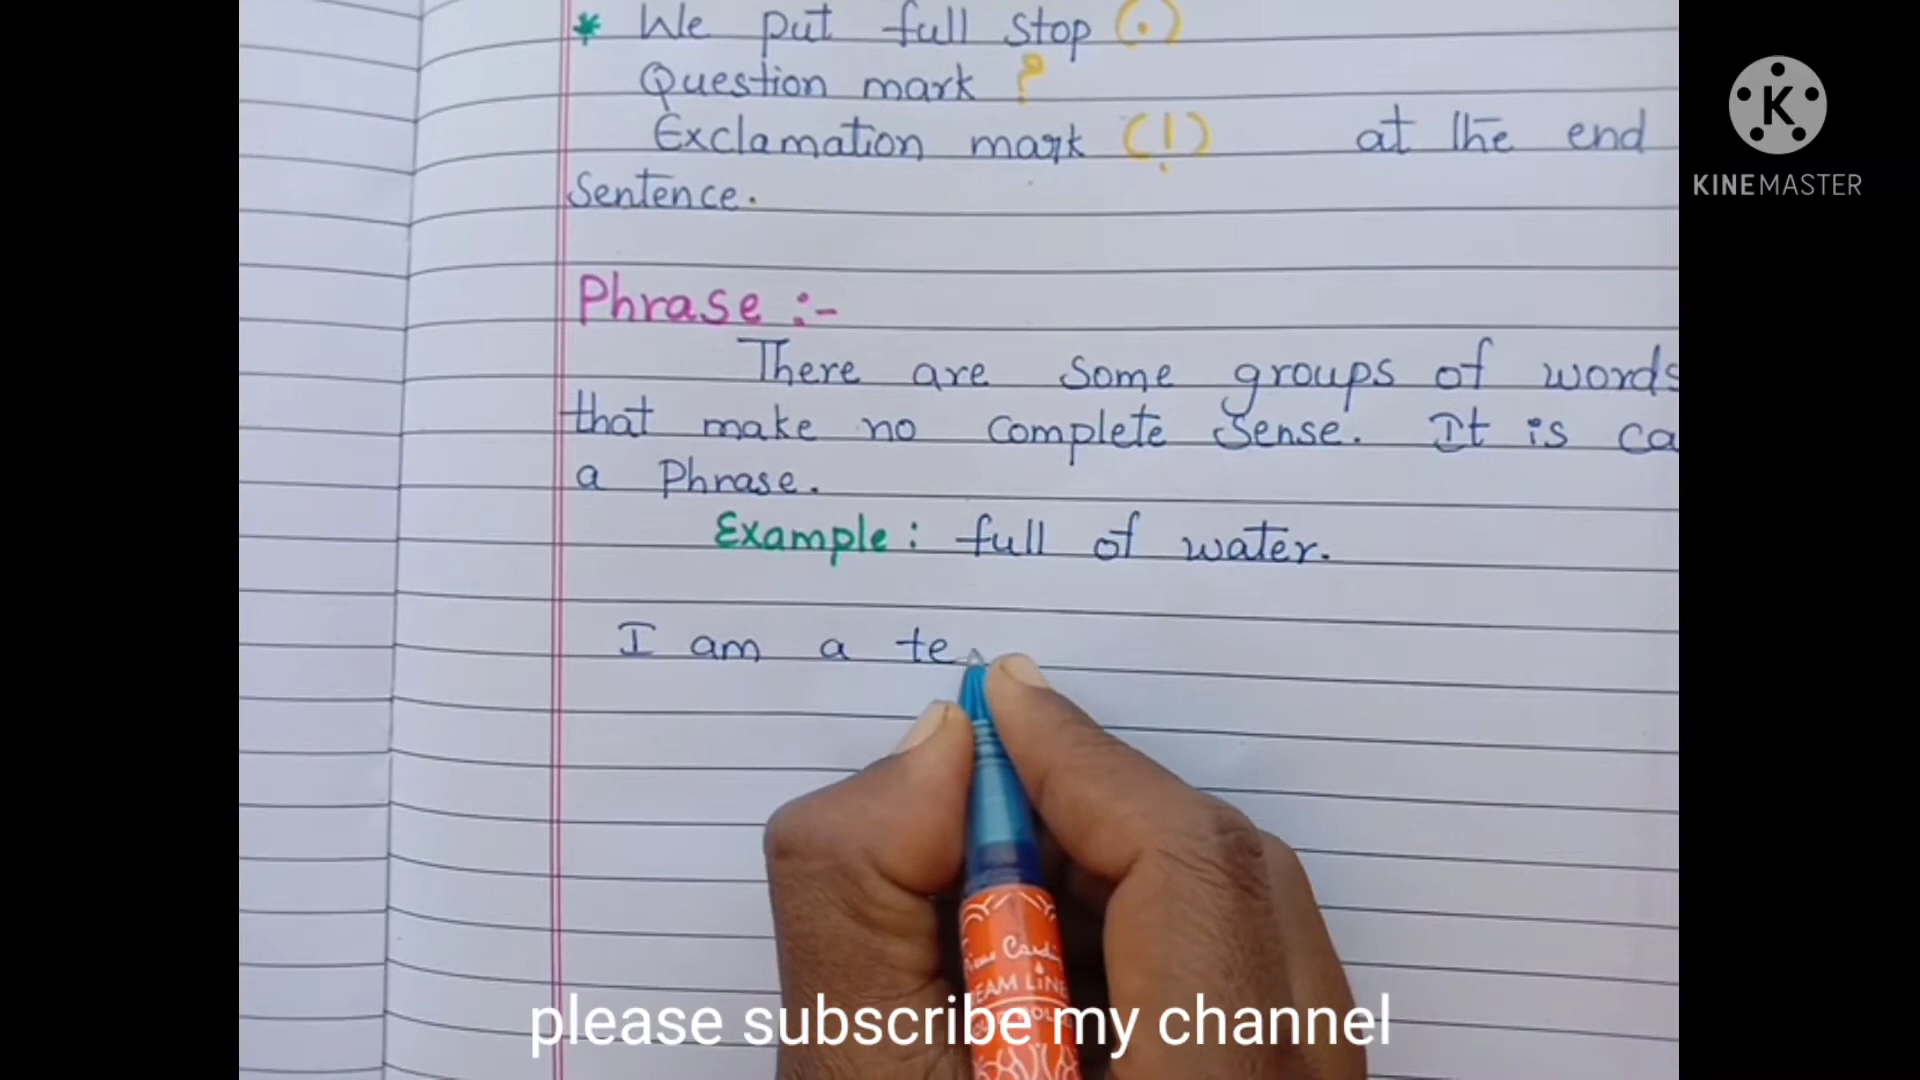 * We put full stop (.)
Question mark ?
Exclamation mark (!) at the end
Sentence.
Phrase :-
There are some groups of words
that make no complete sense. It is ca
a Phrase.
Example: full of water.
I am a te
KINEMASTER
please subscribe my channel